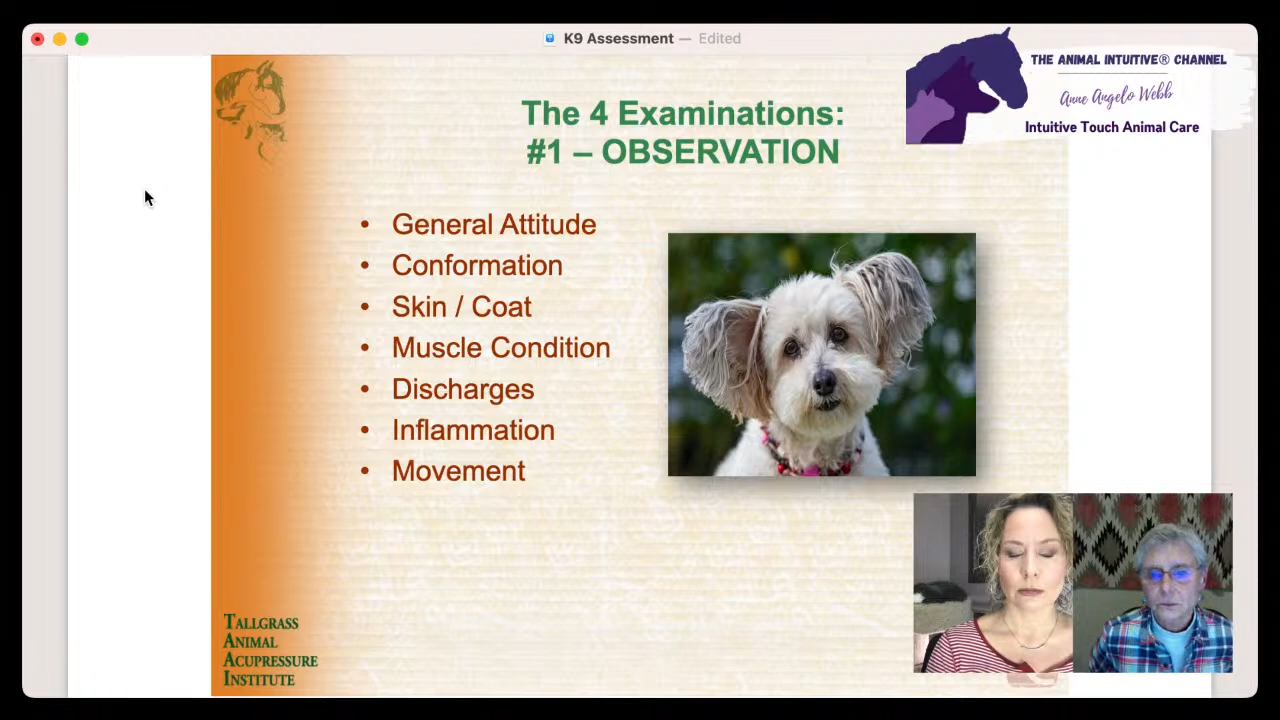 K9 Assessment — Edited
THE ANIMAL INTUITIVE® CHANNEL
Anne Angelo Webb
Intuitive Touch Animal Care
The 4 Examinations:
#1 – OBSERVATION
• General Attitude
• Conformation
• Skin / Coat
• Muscle Condition
• Discharges
• Inflammation
• Movement
TALLGRASS
ANIMAL
ACUPRESSURE
INSTITUTE